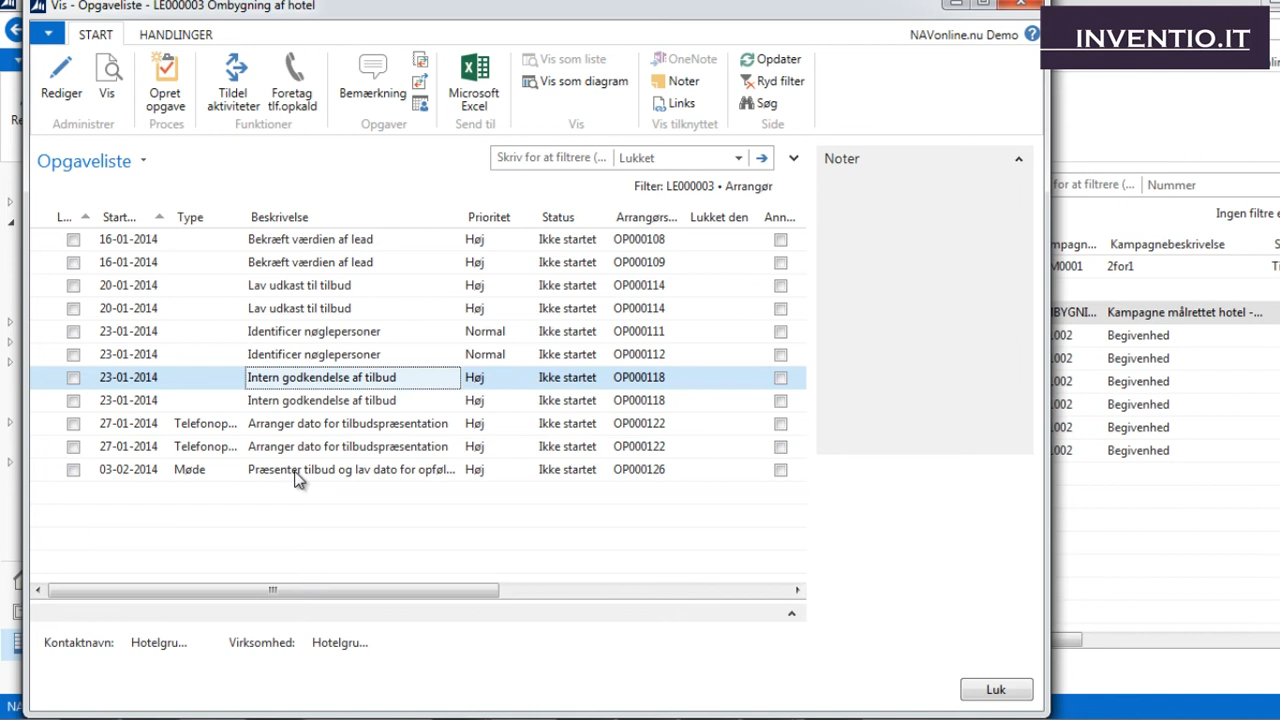 Vis - Opgaveliste - LE000003 Ombygning af hotel
INVENTIO.IT
START HANDLINGER NAVonline.nu Demo
Rediger Vis Opret opgave Tildel aktiviteter Foretag tlf.opkald Bemærkning Microsoft Excel
Vis som liste OneNote Opdater
Vis som diagram Noter Ryd filter
Links Søg
Administrer Proces Funktioner Opgaver Send til Vis Vis tilknyttet Side
Opgaveliste Skriv for at filtrere (... Lukket Noter
Filter: LE000003 • Arrangør
L... Start... Type Beskrivelse Prioritet Status Arrangørs... Lukket den Ann...
16-01-2014 Bekræft værdien af lead Høj Ikke startet OP000108
16-01-2014 Bekræft værdien af lead Høj Ikke startet OP000109
20-01-2014 Lav udkast til tilbud Høj Ikke startet OP000114
20-01-2014 Lav udkast til tilbud Høj Ikke startet OP000114
23-01-2014 Identificer nøglepersoner Normal Ikke startet OP000111
23-01-2014 Identificer nøglepersoner Normal Ikke startet OP000112
23-01-2014 Intern godkendelse af tilbud Høj Ikke startet OP000118
23-01-2014 Intern godkendelse af tilbud Høj Ikke startet OP000118
27-01-2014 Telefonop... Arranger dato for tilbudspræsentation Høj Ikke startet OP000122
27-01-2014 Telefonop... Arranger dato for tilbudspræsentation Høj Ikke startet OP000122
03-02-2014 Møde Præsenter tilbud og lav dato for opføl... Høj Ikke startet OP000126
Kontaktnavn: Hotelgru... Virksomhed: Hotelgru...
Luk
for at filtrere (... Nummer
Ingen filtre
ampagn... Kampagnebeskrivelse
M0001 2for1
BYGNI... Kampagne målrettet hotel -...
1002 Begivenhed
1002 Begivenhed
1002 Begivenhed
1002 Begivenhed
1002 Begivenhed
1002 Begivenhed